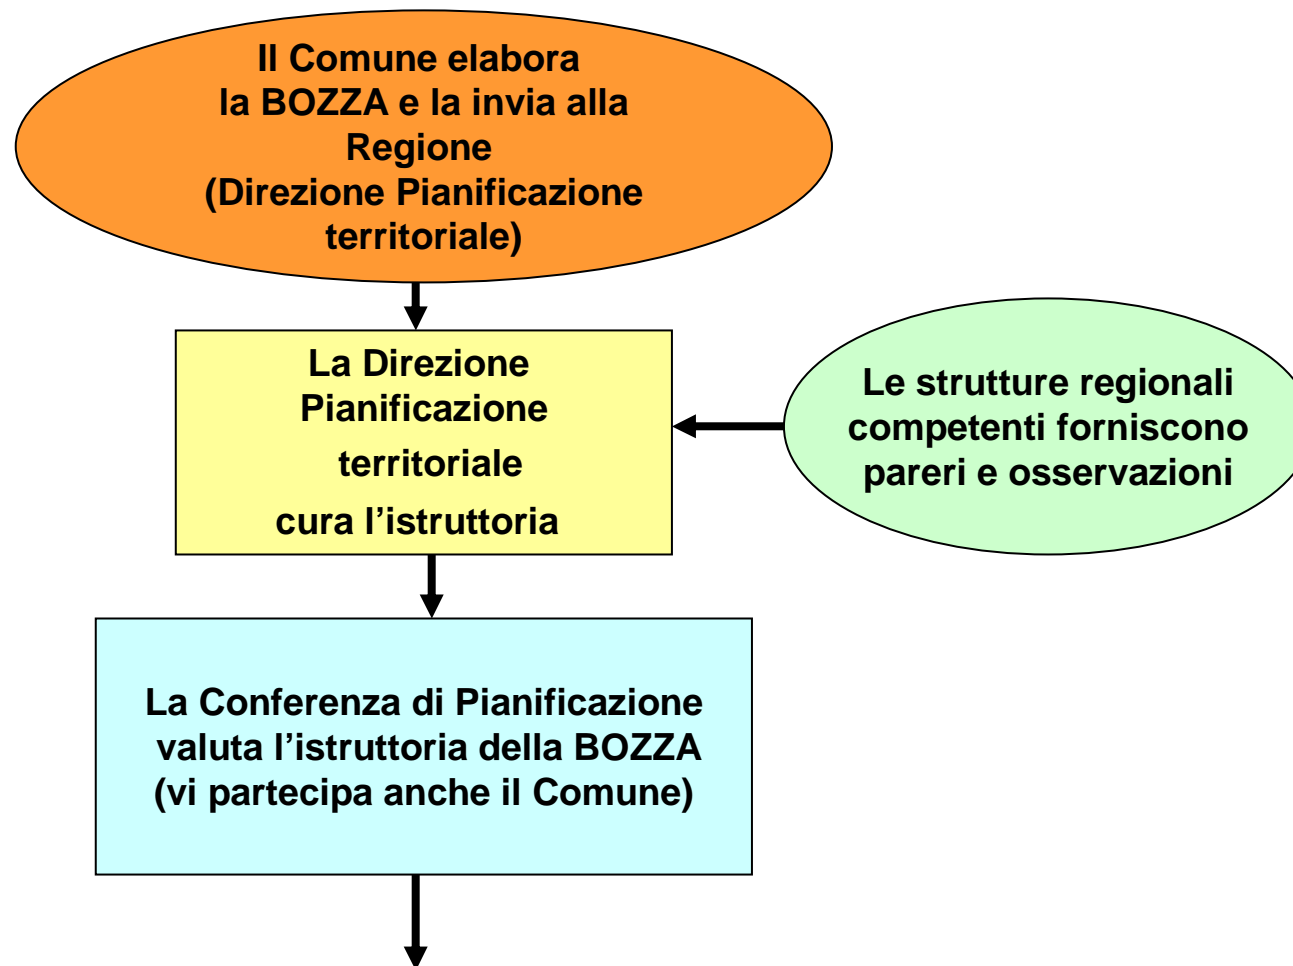 Il Comune elabora
la BOZZA e la invia alla
Regione
(Direzione Pianificazione
territoriale)
La Direzione
Pianificazione
territoriale
cura l’istruttoria
Le strutture regionali
competenti forniscono
pareri e osservazioni
La Conferenza di Pianificazione
valuta l’istruttoria della BOZZA
(vi partecipa anche il Comune)